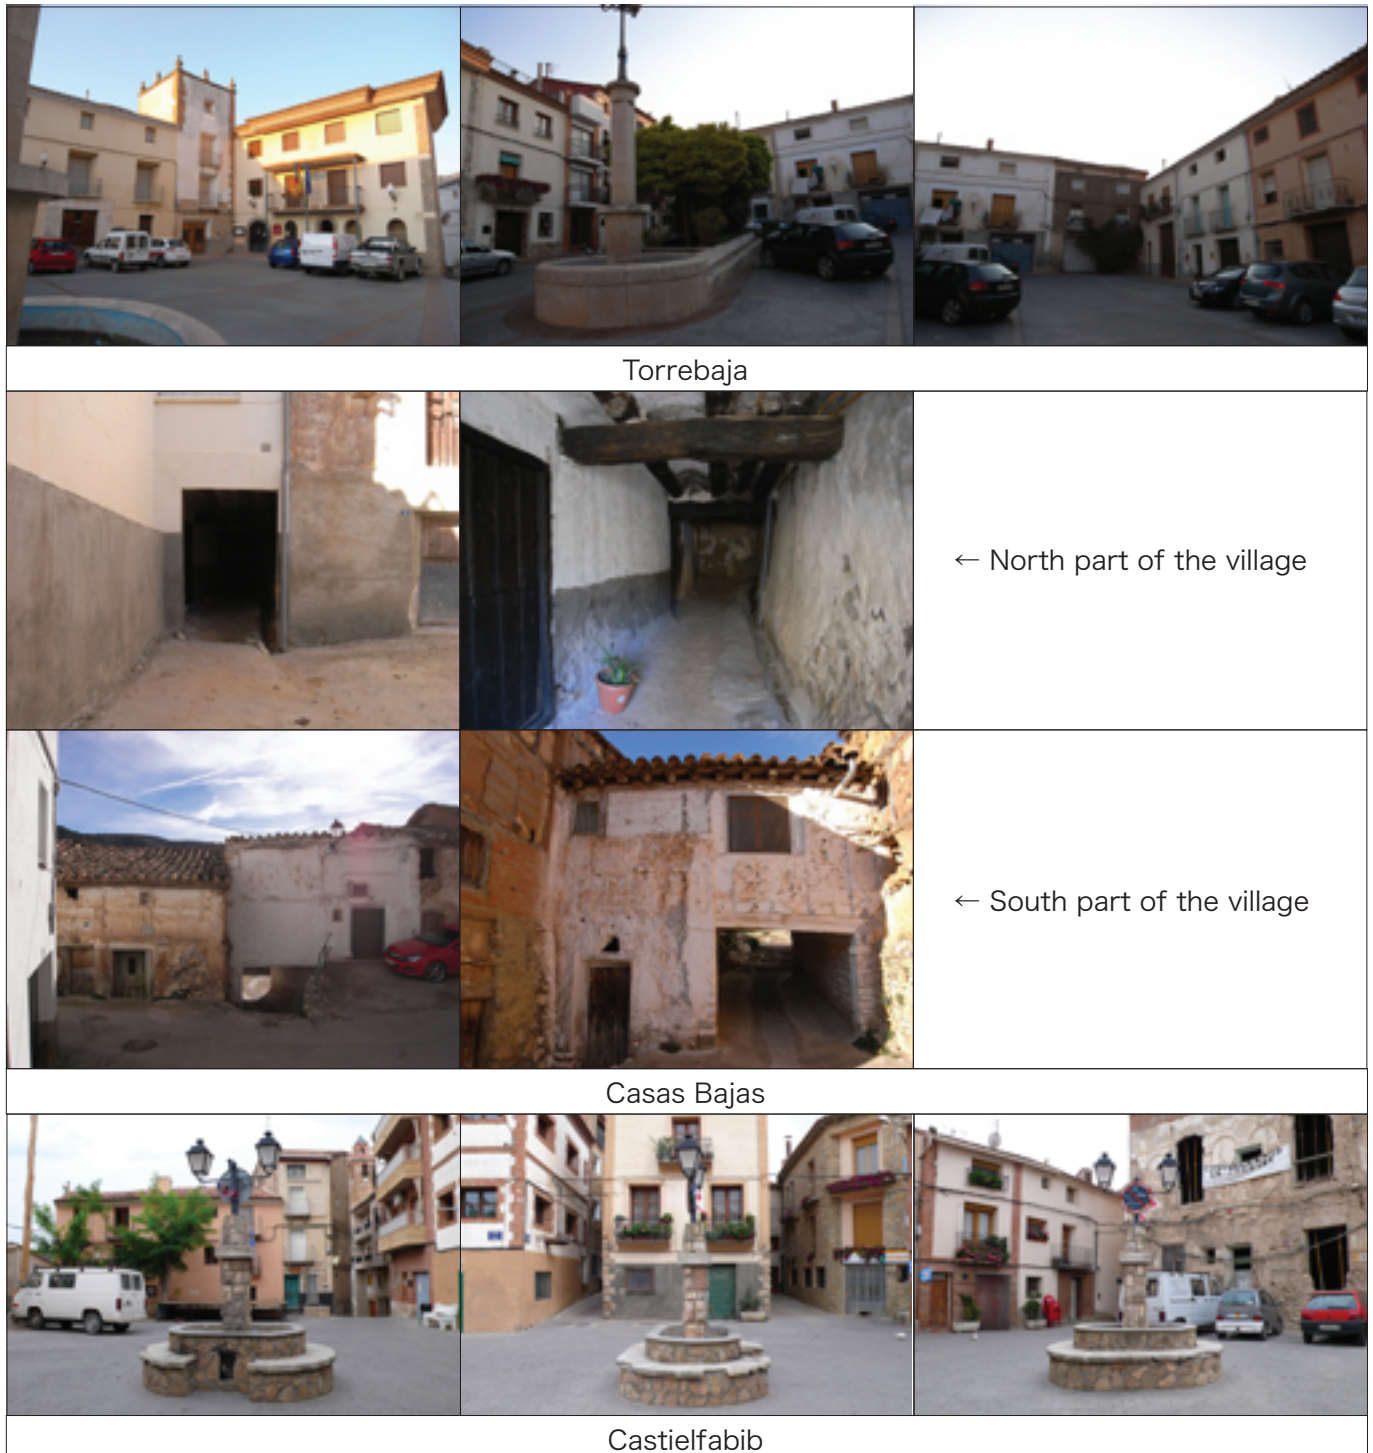 Torrebaja
← North part of the village
← South part of the village
Casas Bajas
Castielfabib